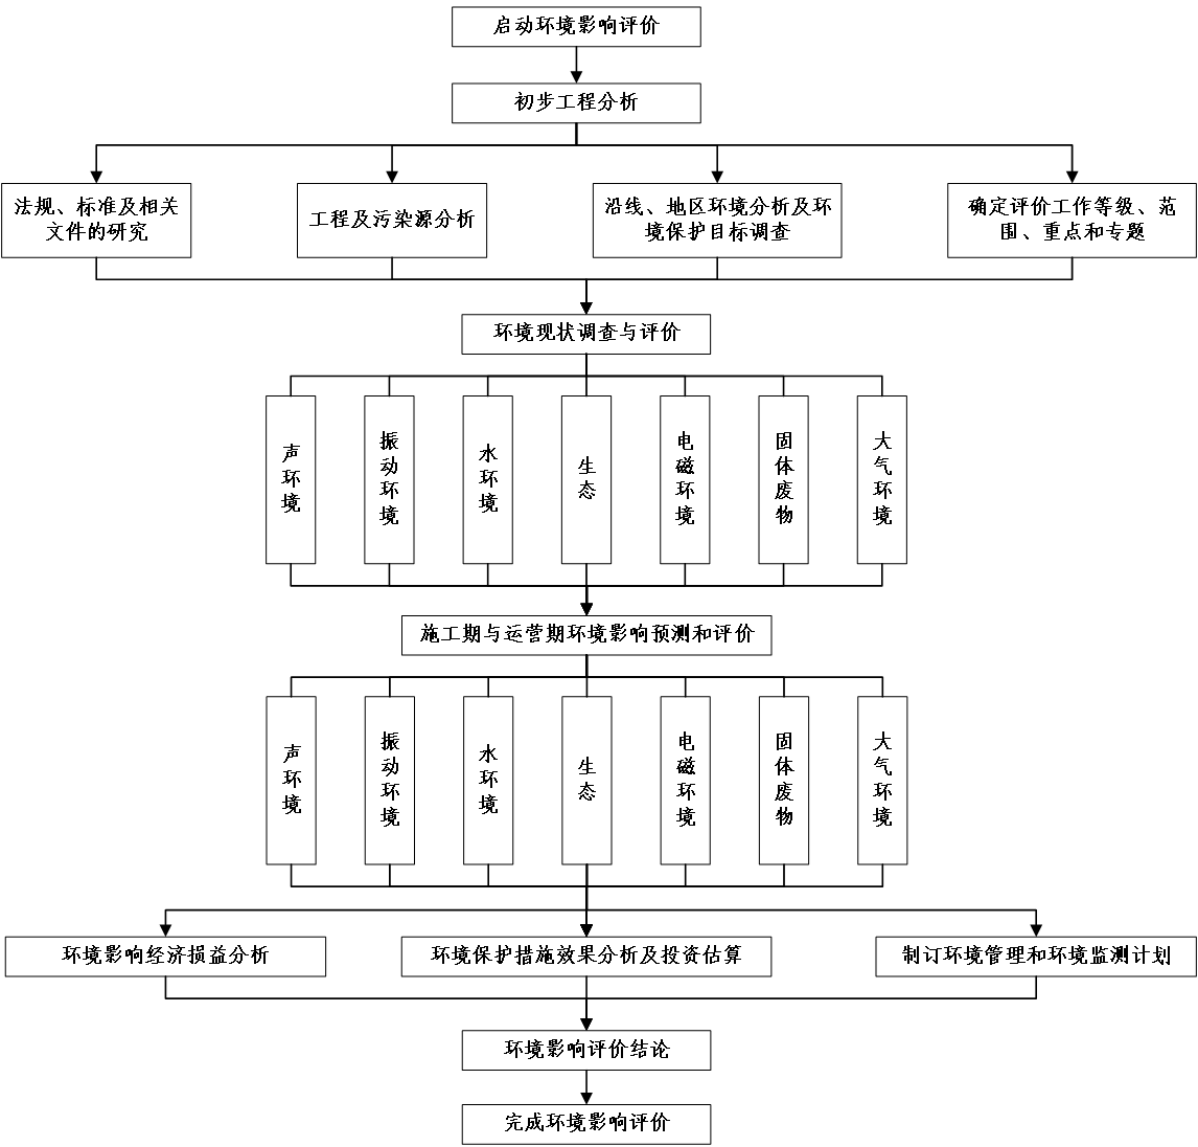 启动环境影响评价
初步工程分析
法规、标准及相关
文件的研究
工程及污染源分析
沿线、地区环境分析及环
境保护目标调查
确定评价工作等级、范
围、重点和专题
环境现状调查与评价
声环境
振动环境
水环境
生态
电磁环境
固体废物
大气环境
施工期与运营期环境影响预测和评价
声环境
振动环境
水环境
生态
电磁环境
固体废物
大气环境
环境影响经济损益分析
环境保护措施效果分析及投资估算
制订环境管理和环境监测计划
环境影响评价结论
完成环境影响评价